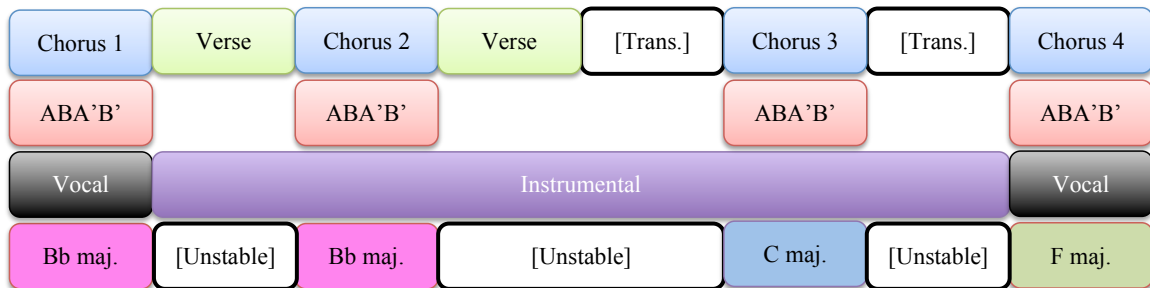 Chorus 1 Verse Chorus 2 Verse [Trans.] Chorus 3 [Trans.] Chorus 4
ABA’B’ ABA’B’ ABA’B’ ABA’B’
Vocal Instrumental Vocal
Bb maj. [Unstable] Bb maj. [Unstable] C maj. [Unstable] F maj.